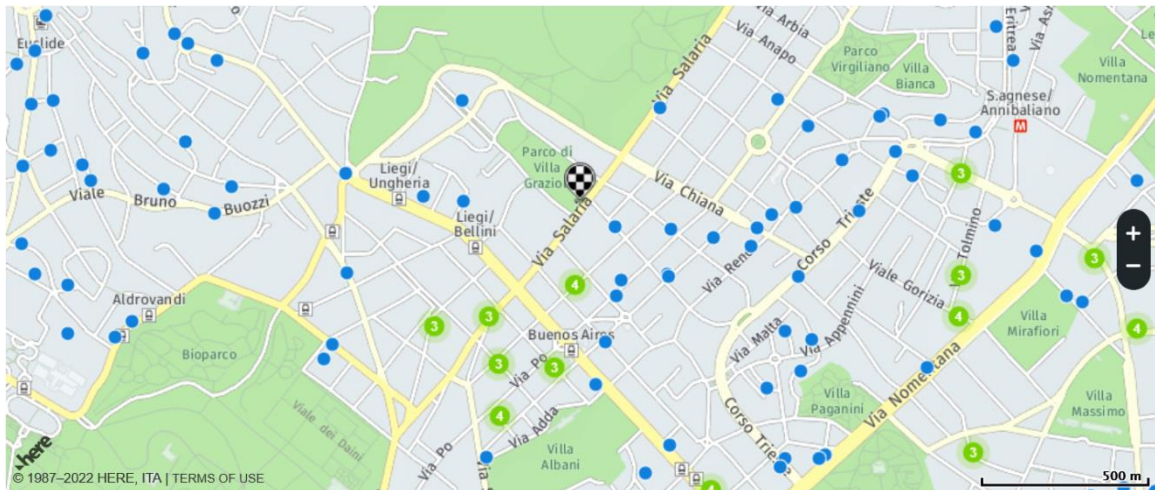 Euclide
Via Arbia
Via Anapo
Eritrea
Via
Parco
Virgiliano
Villa
Bianca
Villa
Nomentana
S.agnese/
Annibaliano
M
Via Salaria
Parco di
Villa
Grazio
Liegi/
Ungheria
Via Chiana
3
Viale
Bruno
Buozzi
Liegi/
Bellini
Via Salaria
Corso Trieste
Tolmino
+
−
Via Reno
Viale Gorizia
3
3
4
Aldrovandi
3
3
4
Villa
Mirafiori
4
Bioparco
Buenos Aires
Via Malta
Via Appennini
3
Via Po
3
Via Nomentana
Villa
Paganini
Villa
Massimo
Viale dei Daini
4
Via Adda
Corso Trieste
Via Po
Villa
Albani
3
here
Via
4
500 m
© 1987–2022 HERE, ITA | TERMS OF USE